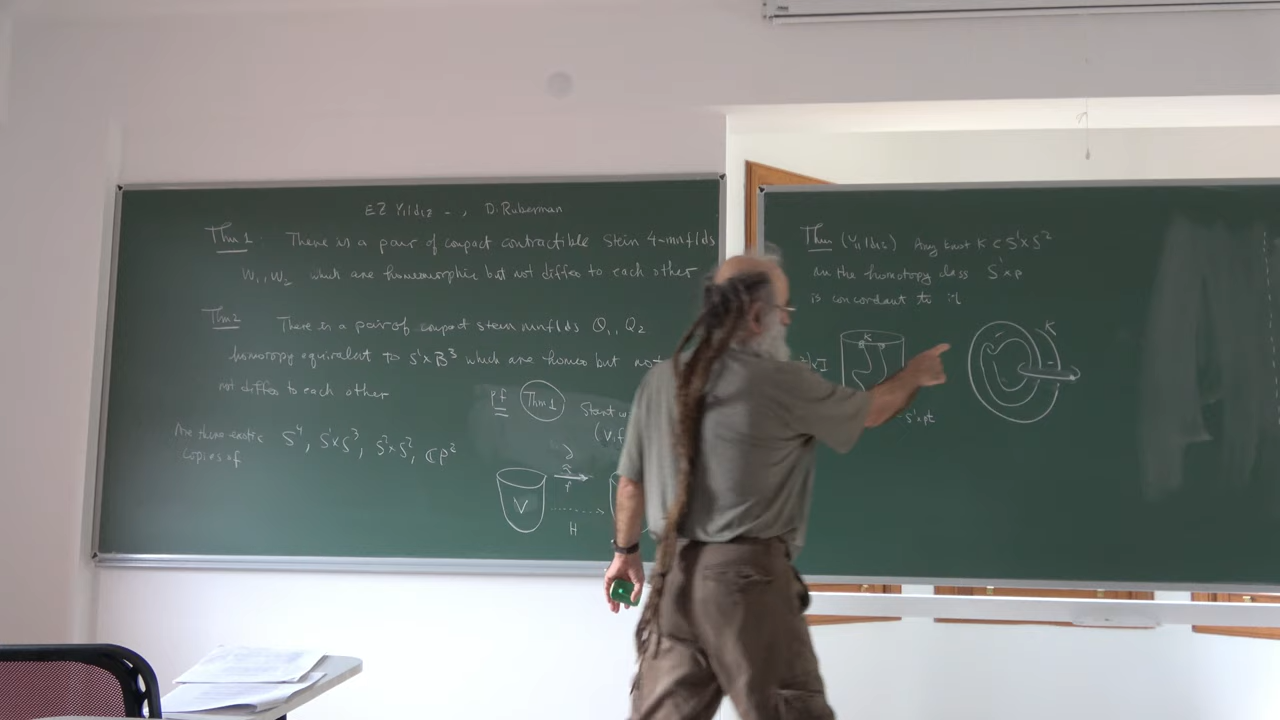 EZ Yıldız - , D. Ruberman
Thm 1 : There is a pair of compact contractible Stein 4-mnflds
W₁, W₂ which are homeomorphic but not diffeo to each other
Thm 2 There is a pair of compact stein mnflds Q₁, Q₂
homotopy equivalent to S¹×B³ which are homeo but not
not diffeo to each other
Are there exotic copies of S⁴, S¹×S³, S²×S², CP²
pf Thm 1 Start
(V, f
∂
≅
f
V
H
Thm (Yıldız) Any knot K ⊂ S¹×S²
in the homotopy class S¹×p
is concordant to it
K
×I
S¹×pt
K